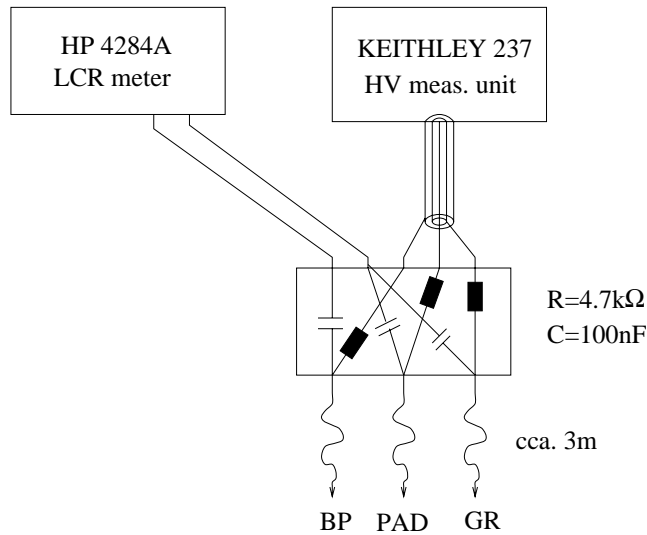 HP 4284A
LCR meter
KEITHLEY 237
HV meas. unit
R=4.7kΩ
C=100nF
cca. 3m
BP PAD GR